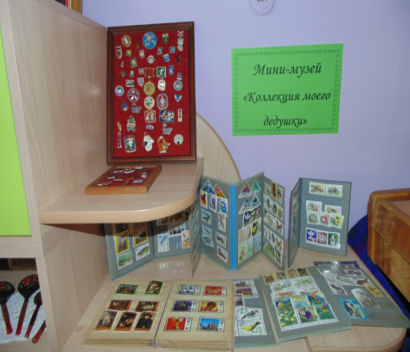 Мини-музей
«Коллекция моего
дедушки»